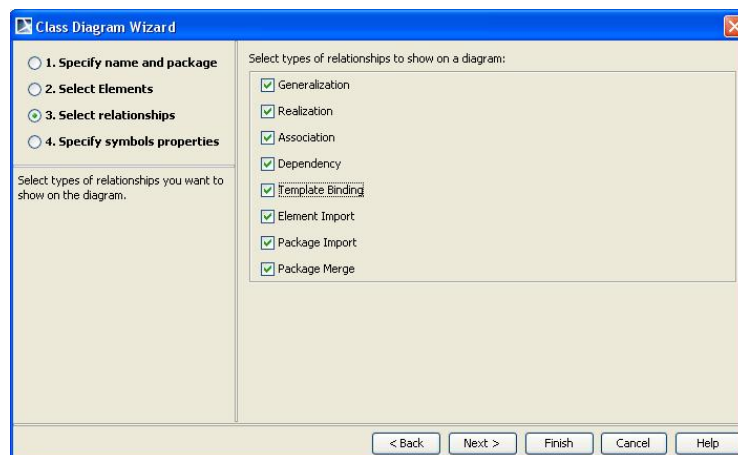 Class Diagram Wizard
1. Specify name and package
2. Select Elements
3. Select relationships
4. Specify symbols properties
Select types of relationships you want to
show on the diagram.
Select types of relationships to show on a diagram:
Generalization
Realization
Association
Dependency
Template Binding
Element Import
Package Import
Package Merge
< Back
Next >
Finish
Cancel
Help